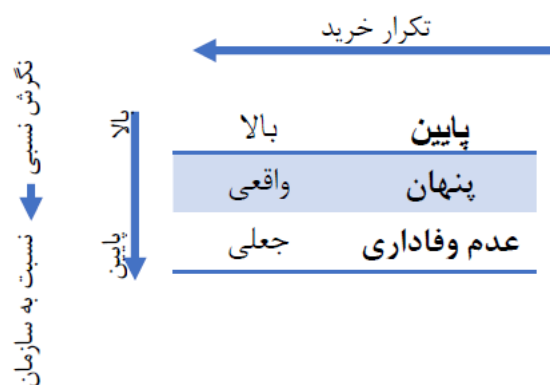 تکرار خرید
پایین بالا
پنهان واقعی
عدم وفاداری جعلی
بالا
پایین
نگرش نسبی
نسبت به سازمان